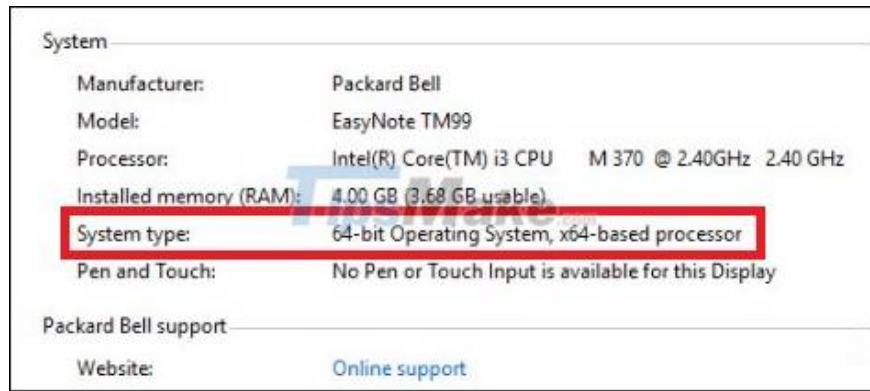 System
Manufacturer: Packard Bell
Model: EasyNote TM99
Processor: Intel(R) Core(TM) i3 CPU M 370 @ 2.40GHz 2.40 GHz
Installed memory (RAM): 4.00 GB (3.68 GB usable)
System type: 64-bit Operating System, x64-based processor
Pen and Touch: No Pen or Touch Input is available for this Display
Packard Bell support
Website: Online support
TipsMake.com